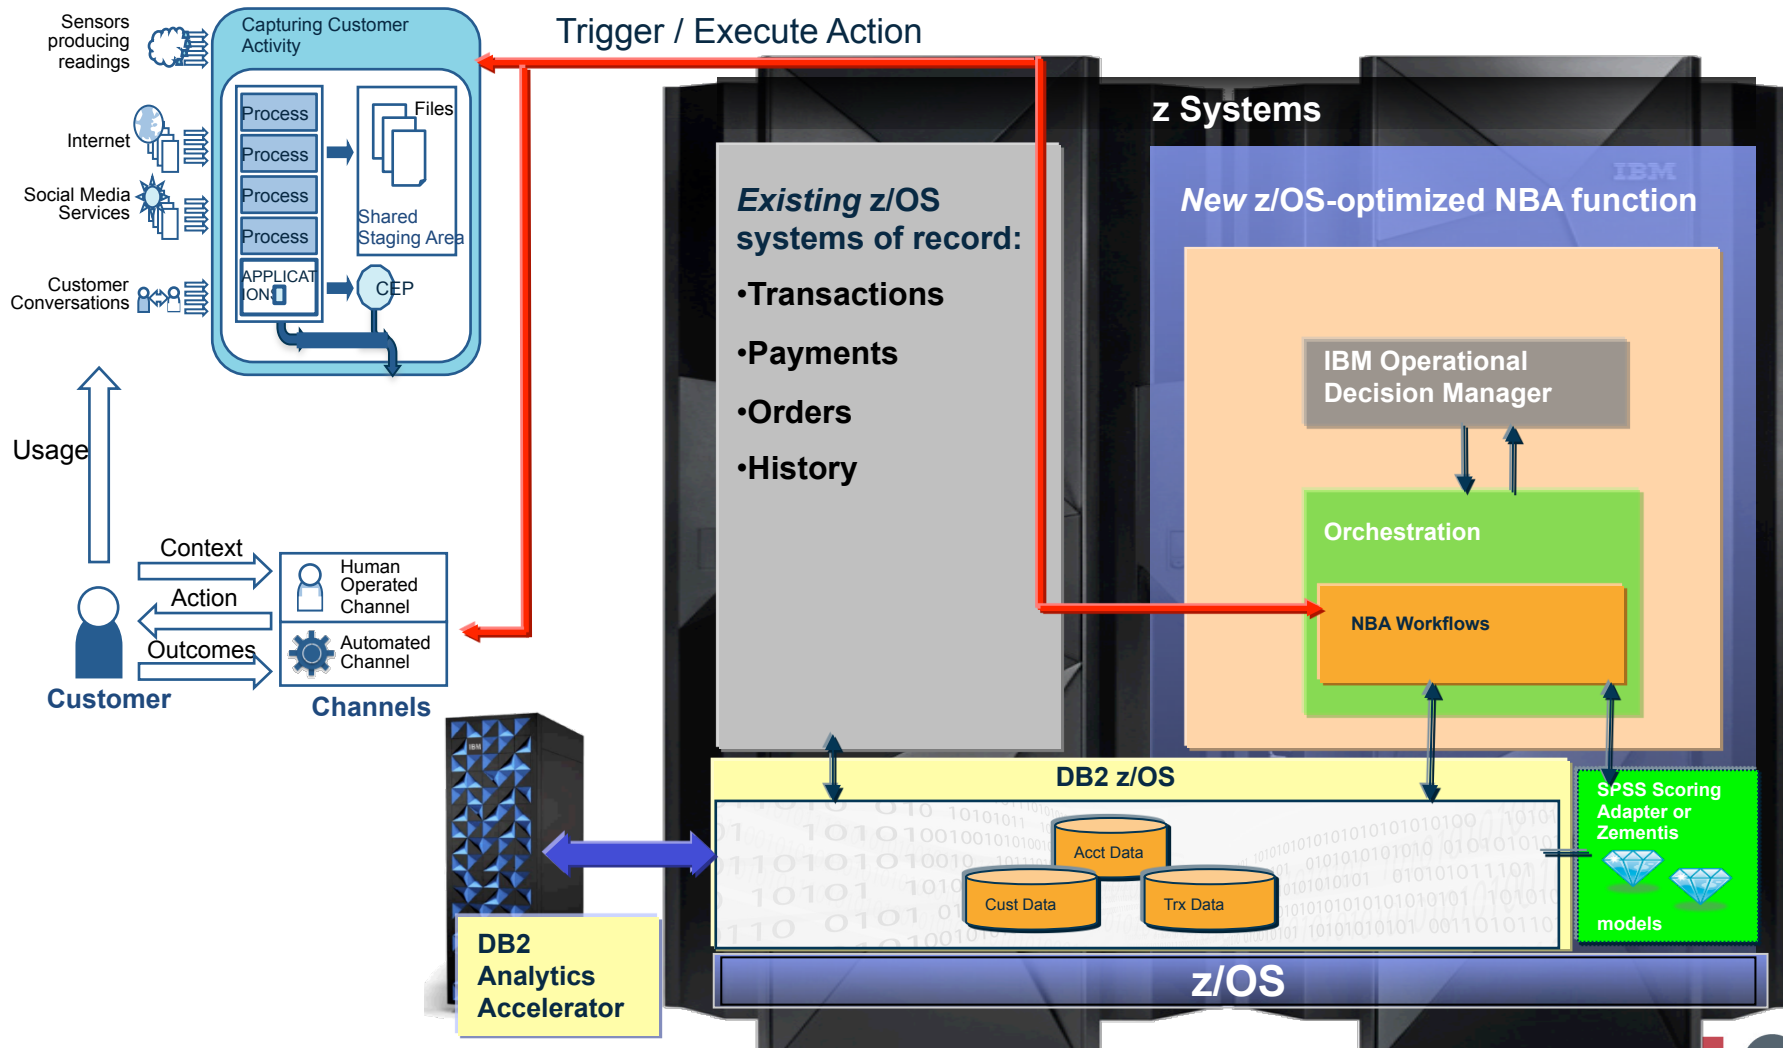 Sensors
producing
readings
Internet
Social Media
Services
Customer
Conversations
Capturing Customer
Activity
Process
Process
Process
Process
APPLICAT
IONS
Files
Shared
Staging Area
CEP
Trigger / Execute Action
Usage
Context
Action
Outcomes
Customer
Human
Operated
Channel
Automated
Channel
Channels
z Systems
IBM
Existing z/OS
systems of record:
•Transactions
•Payments
•Orders
•History
New z/OS-optimized NBA function
IBM Operational
Decision Manager
Orchestration
NBA Workflows
IBM
DB2
Analytics
Accelerator
DB2 z/OS
Acct Data
Cust Data
Trx Data
SPSS Scoring
Adapter or
Zementis
models
z/OS